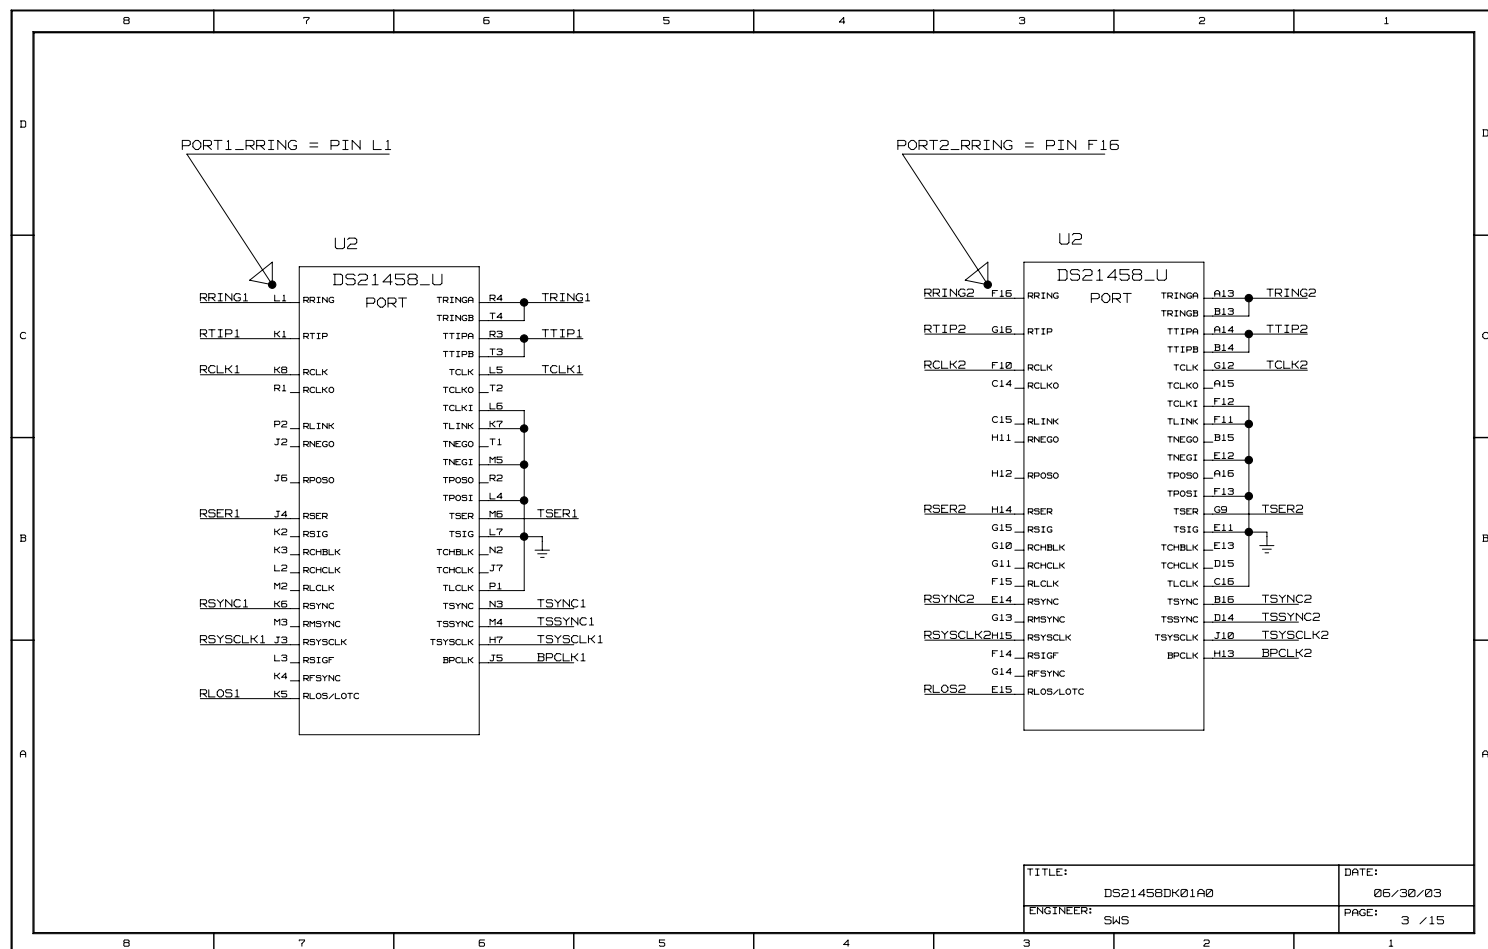 8 7 6 5 4 3 2 1
D D
PORT1_RRING = PIN L1 PORT2_RRING = PIN F16
U2
DS21458_U
PORT
RRING1 L1 RRING TRINGA R4 TRING1
TRINGB T4
RTIP1 K1 RTIP TTIPA R3 TTIP1
TTIPB T3
RCLK1 K8 RCLK TCLK L5 TCLK1
R1 RCLKO TCLKO T2
TCLKI L6
P2 RLINK TLINK K7
J2 RNEGO TNEGO T1
TNEGI M5
J6 RPOSO TPOSO R2
TPOSI L4
RSER1 J4 RSER TSER M6 TSER1
K2 RSIG TSIG L7
K3 RCHBLK TCHBLK N2
L2 RCHCLK TCHCLK J7
M2 RLCLK TLCLK P1
RSYNC1 K6 RSYNC TSYNC N3 TSYNC1
M3 RMSYNC TSSYNC M4 TSSYNC1
RSYSCLK1 J3 RSYSCLK TSYSCLK H7 TSYSCLK1
L3 RSIGF BPCLK J5 BPCLK1
K4 RFSYNC
RLOS1 K5 RLOS/LOTC
U2
DS21458_U
PORT
RRING2 F16 RRING TRINGA A13 TRING2
TRINGB B13
RTIP2 G16 RTIP TTIPA A14 TTIP2
TTIPB B14
RCLK2 F10 RCLK TCLK G12 TCLK2
C14 RCLKO TCLKO A15
TCLKI F12
C15 RLINK TLINK F11
H11 RNEGO TNEGO B15
TNEGI E12
H12 RPOSO TPOSO A16
TPOSI F13
RSER2 H14 RSER TSER G9 TSER2
G15 RSIG TSIG E11
G10 RCHBLK TCHBLK E13
G11 RCHCLK TCHCLK D15
F15 RLCLK TLCLK C16
RSYNC2 E14 RSYNC TSYNC B16 TSYNC2
G13 RMSYNC TSSYNC D14 TSSYNC2
RSYSCLK2 H15 RSYSCLK TSYSCLK J10 TSYSCLK2
F14 RSIGF BPCLK H13 BPCLK2
G14 RFSYNC
RLOS2 E15 RLOS/LOTC
C C
B B
A A
TITLE: DATE:
DS21458DK01A0 06/30/03
ENGINEER: SWS PAGE: 3 /15
8 7 6 5 4 3 2 1